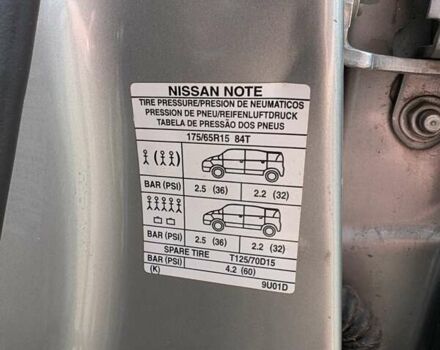 NISSAN NOTE
TIRE PRESSURE/PRESION DE NEUMATICOS
PRESSION DE PNEU/REIFENLUFTDRUCK
TABELA DE PRESSÃO DOS PNEUS
175/65R15 84T
BAR (PSI) 2.5 (36) 2.2 (32)
BAR (PSI) 2.5 (36) 2.2 (32)
SPARE TIRE T125/70D15
BAR (PSI) 4.2 (60)
(K) 9U01D